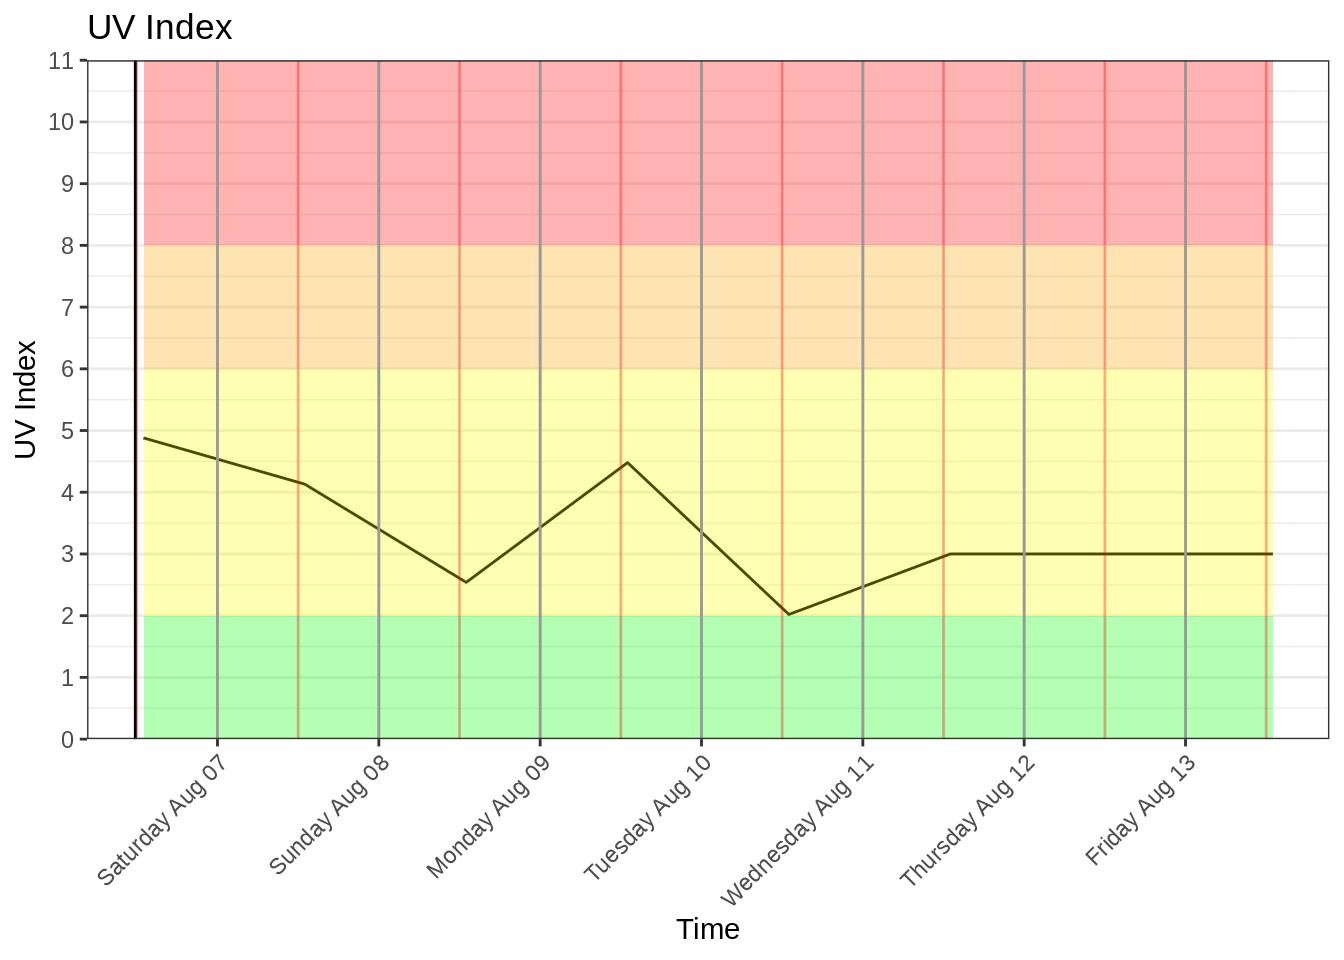 UV Index
11
10
9
8
7
6
5
4
3
2
1
0
UV Index
Saturday Aug 07
Sunday Aug 08
Monday Aug 09
Tuesday Aug 10
Wednesday Aug 11
Thursday Aug 12
Friday Aug 13
Time